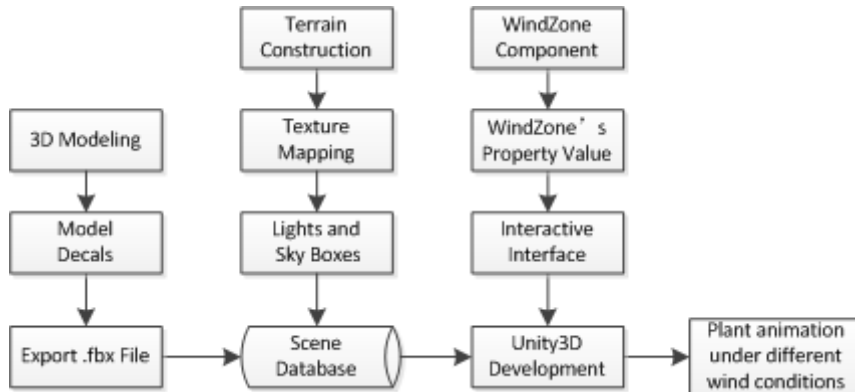 Terrain
Construction
WindZone
Component
3D Modeling
Texture
Mapping
WindZone’s
Property Value
Model
Decals
Lights and
Sky Boxes
Interactive
Interface
Export .fbx File
Scene
Database
Unity3D
Development
Plant animation
under different
wind conditions